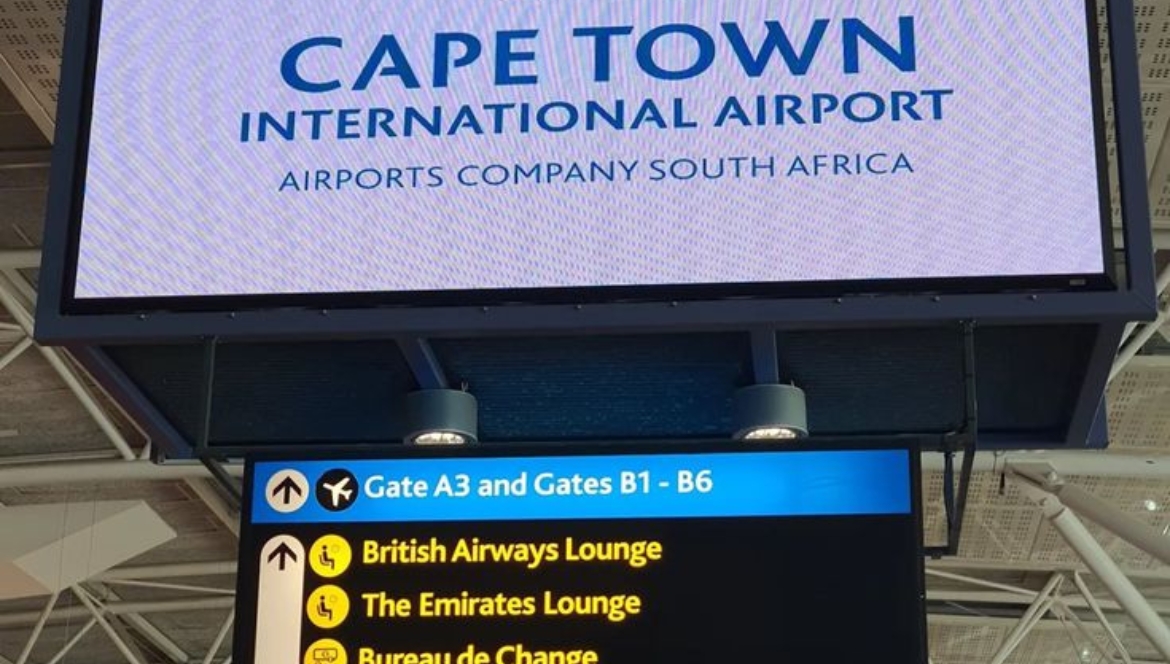 CAPE TOWN
INTERNATIONAL AIRPORT
AIRPORTS COMPANY SOUTH AFRICA
Gate A3 and Gates B1 - B6
British Airways Lounge
The Emirates Lounge
Bureau de Change